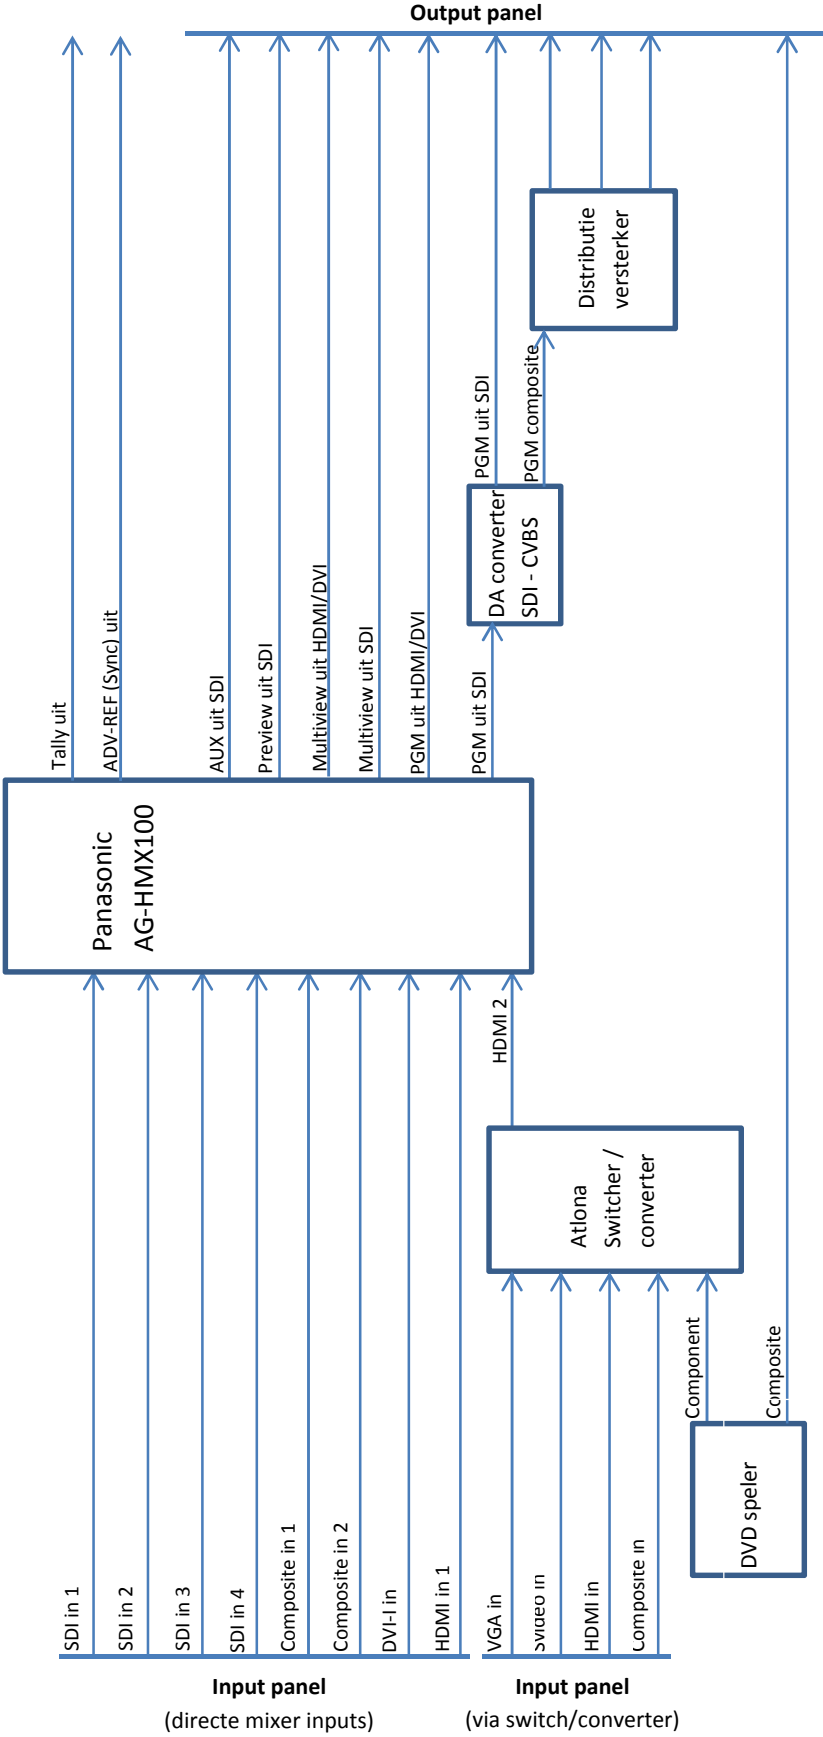 Output panel
Tally uit
ADV-REF (Sync) uit
AUX uit SDI
Preview uit SDI
Multiview uit HDMI/DVI
Multiview uit SDI
PGM uit HDMI/DVI
PGM uit SDI
PGM uit SDI
PGM composite
Distributie
versterker
DA converter
SDI - CVBS
Panasonic
AG-HMX100
HDMI 2
Atlona
Switcher /
converter
Component
Composite
DVD speler
SDI in 1
SDI in 2
SDI in 3
SDI in 4
Composite in 1
Composite in 2
DVI-I in
HDMI in 1
VGA in
Svideo in
HDMI in
Composite in
Input panel
(directe mixer inputs)
Input panel
(via switch/converter)